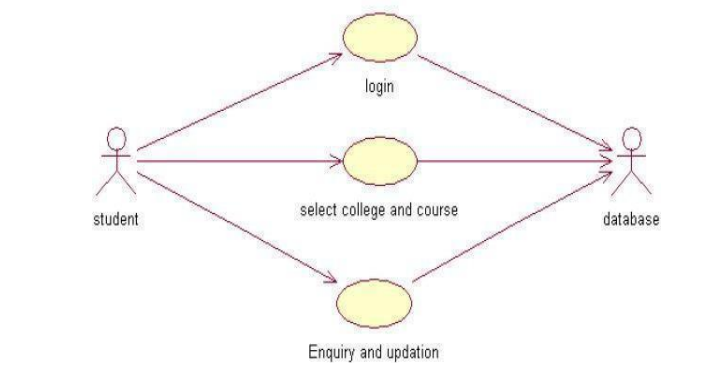 login
student
select college and course
database
Enquiry and updation